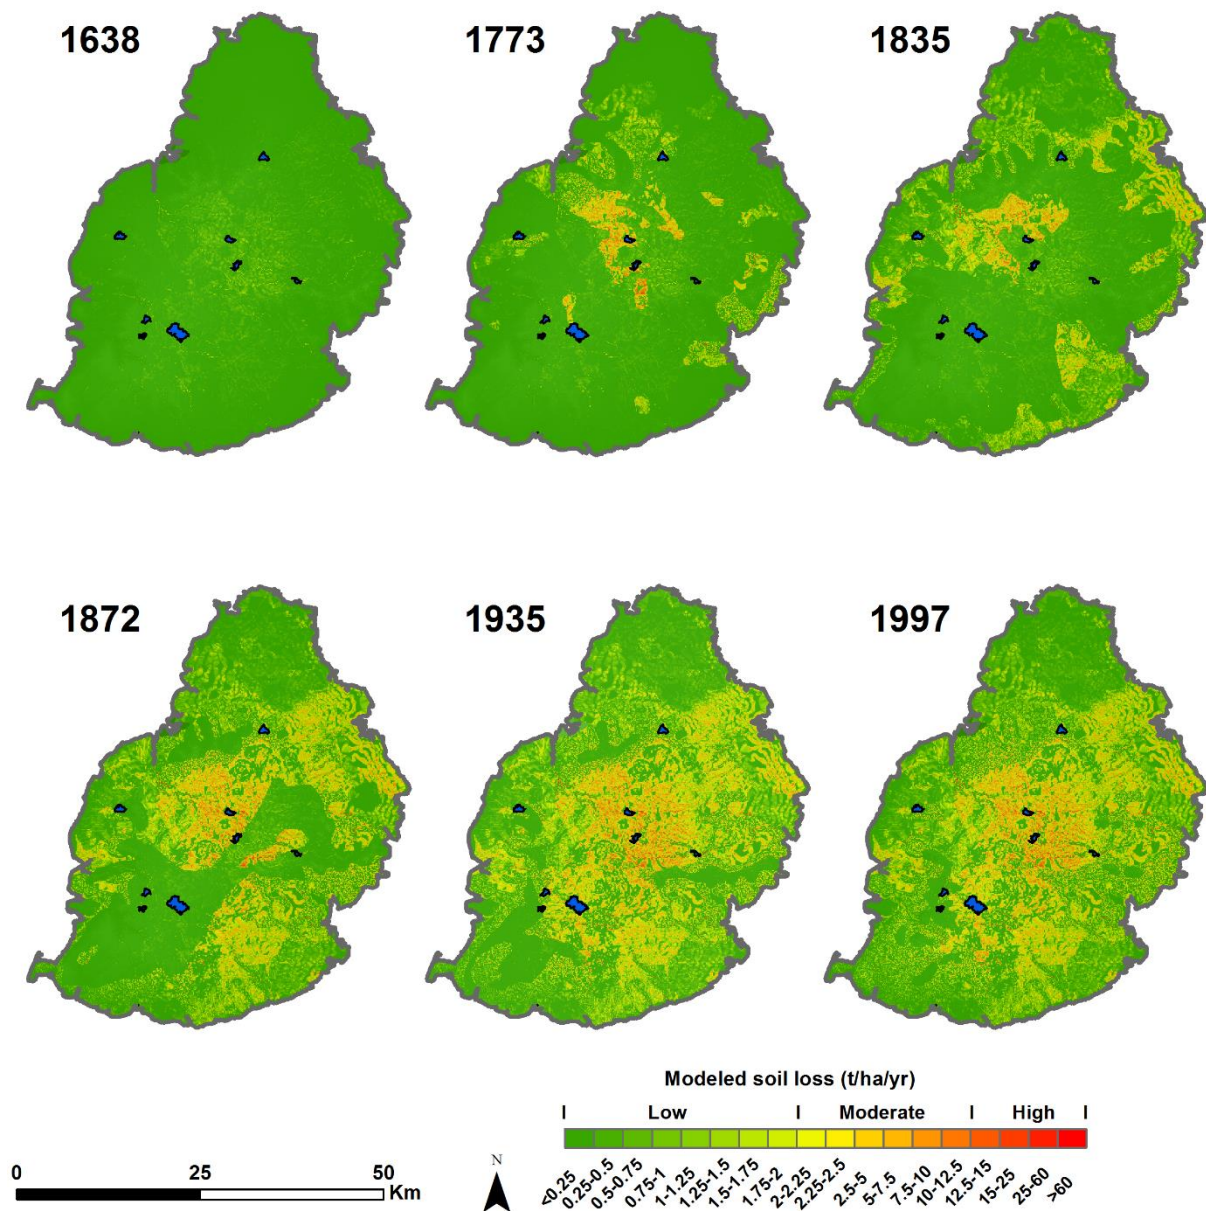 1638
1773
1835
1872
1935
1997
Modeled soil loss (t/ha/yr)
I Low I Moderate I High I
<0.25 0.25-0.5 0.5-0.75 0.75-1 1-1.25 1.25-1.5 1.5-1.75 1.75-2 2-2.25 2.25-2.5 2.5-5 5-7.5 7.5-10 10-12.5 12.5-15 15-25 25-60 >60
0 25 50
Km
N